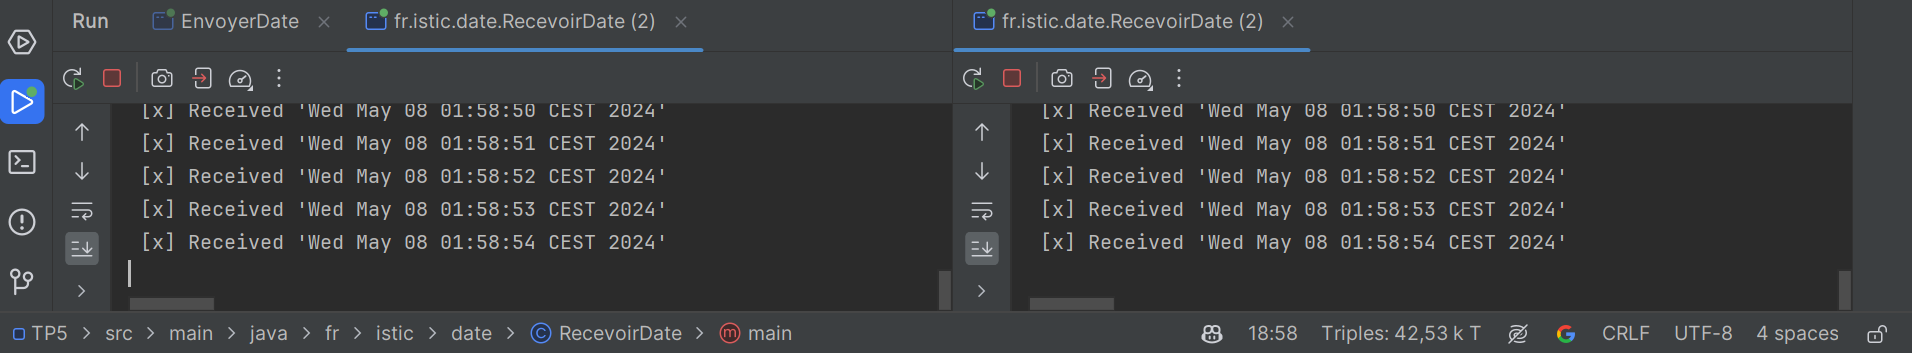 Run EnvoyerDate fr.istic.date.RecevoirDate (2) fr.istic.date.RecevoirDate (2)
[x] Received 'Wed May 08 01:58:50 CEST 2024'
[x] Received 'Wed May 08 01:58:51 CEST 2024'
[x] Received 'Wed May 08 01:58:52 CEST 2024'
[x] Received 'Wed May 08 01:58:53 CEST 2024'
[x] Received 'Wed May 08 01:58:54 CEST 2024'
[x] Received 'Wed May 08 01:58:50 CEST 2024'
[x] Received 'Wed May 08 01:58:51 CEST 2024'
[x] Received 'Wed May 08 01:58:52 CEST 2024'
[x] Received 'Wed May 08 01:58:53 CEST 2024'
[x] Received 'Wed May 08 01:58:54 CEST 2024'
TP5 > src > main > java > fr > istic > date > RecevoirDate > main 18:58 Triples: 42,53 k T CRLF UTF-8 4 spaces